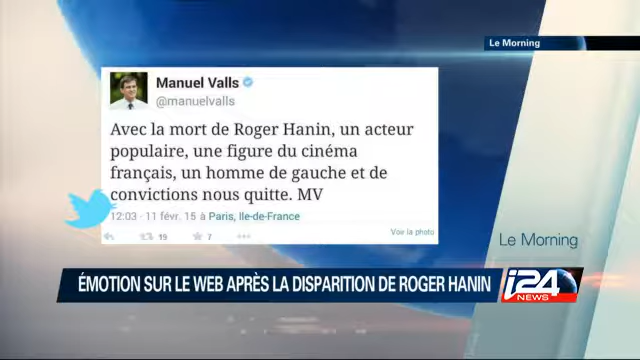 Le Morning
Manuel Valls
@manuelvalls
Avec la mort de Roger Hanin, un acteur
populaire, une figure du cinéma
français, un homme de gauche et de
convictions nous quitte. MV
12:03 - 11 févr. 15 à Paris, Ile-de-France
19
7
Voir la photo
Le Morning
ÉMOTION SUR LE WEB APRÈS LA DISPARITION DE ROGER HANIN
i24
NEWS